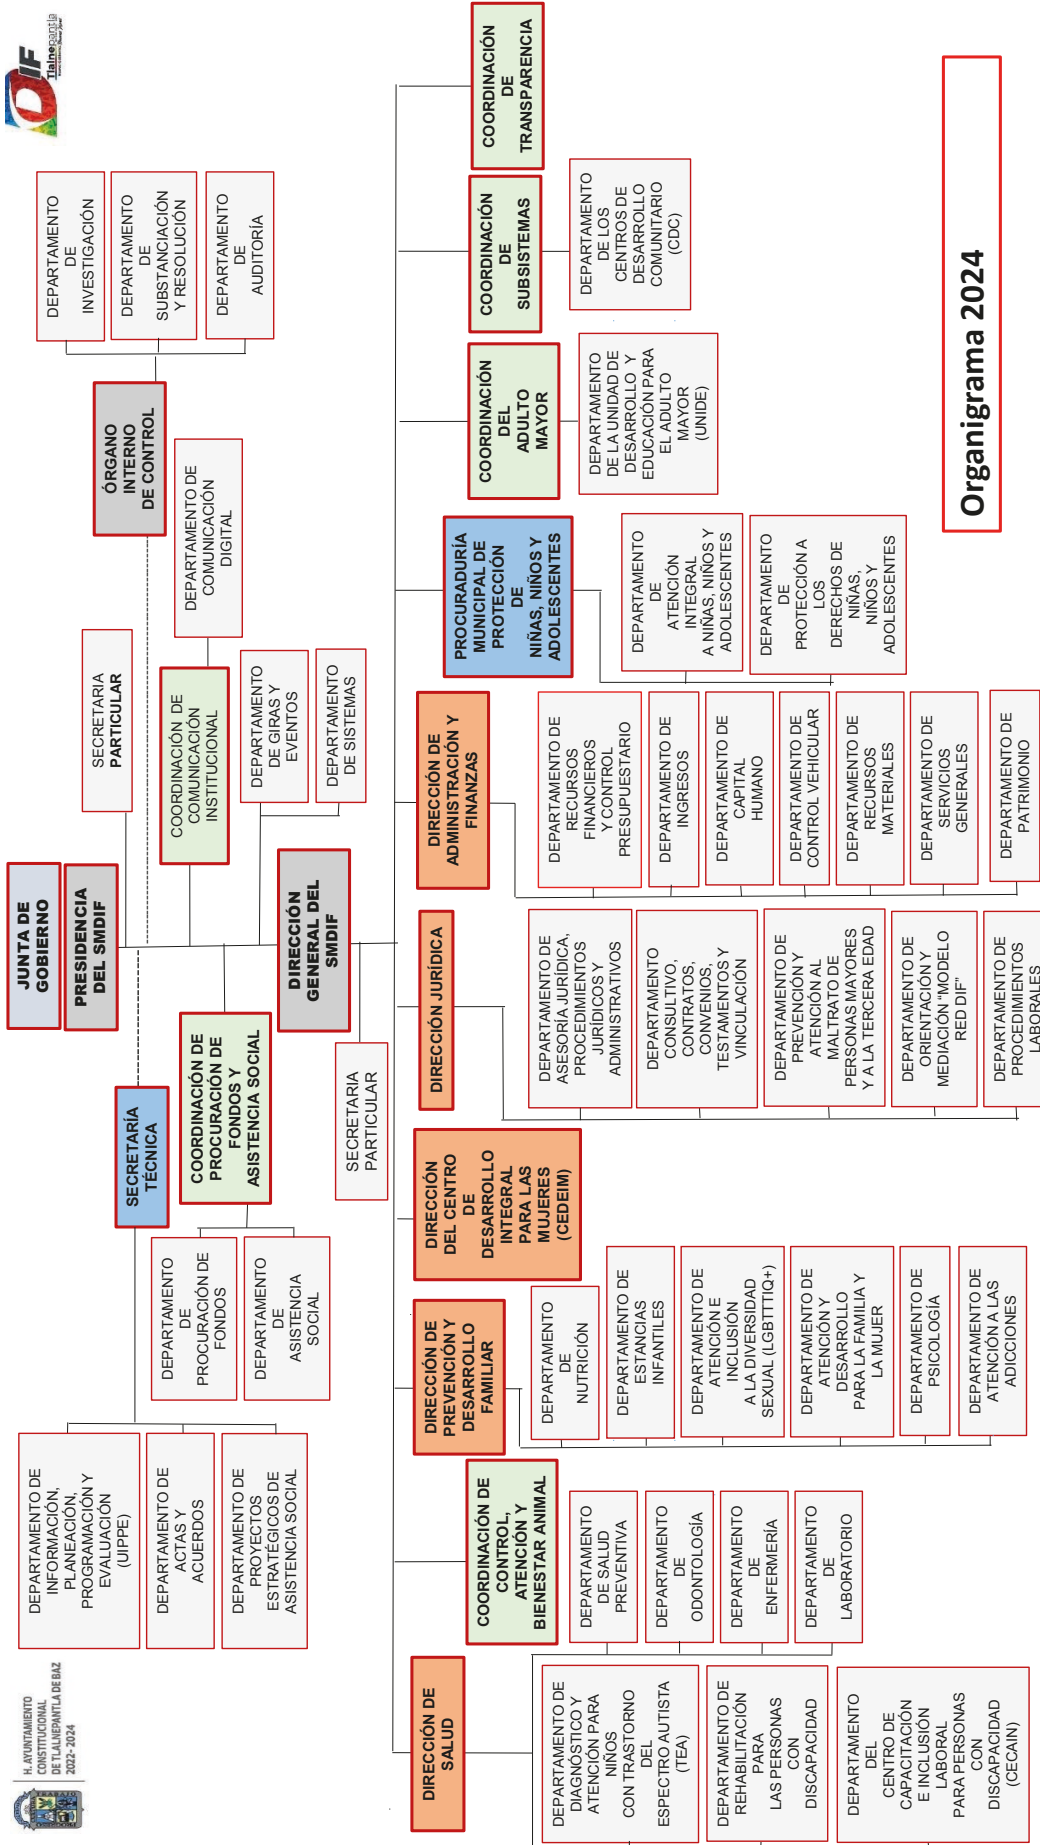 H. AYUNTAMIENTO
CONSTITUCIONAL
DE TLALNEPANTLA DE BAZ
2022- 2024
DIF
Tlalnepantla
JUNTA DE
GOBIERNO
PRESIDENCIA
DEL SMDIF
SECRETARIA
PARTICULAR
ÓRGANO
INTERNO
DE CONTROL
DEPARTAMENTO
DE
INVESTIGACIÓN
DEPARTAMENTO
DE
SUBSTANCIACIÓN
Y RESOLUCIÓN
DEPARTAMENTO
DE
AUDITORÍA
SECRETARÍA
TÉCNICA
DEPARTAMENTO DE
INFORMACIÓN,
PLANEACIÓN,
PROGRAMACIÓN Y
EVALUACIÓN
(UIPPE)
DEPARTAMENTO
DE
ACTAS Y
ACUERDOS
DEPARTAMENTO DE
PROYECTOS
ESTRATÉGICOS DE
ASISTENCIA SOCIAL
COORDINACIÓN DE
COMUNICACIÓN
INSTITUCIONAL
DEPARTAMENTO DE
COMUNICACIÓN
DIGITAL
COORDINACIÓN DE
PROCURACIÓN DE
FONDOS Y
ASISTENCIA SOCIAL
DEPARTAMENTO
DE
PROCURACIÓN DE
FONDOS
DEPARTAMENTO
DE
ASISTENCIA
SOCIAL
DEPARTAMENTO
DE GIRAS Y
EVENTOS
DEPARTAMENTO
DE SISTEMAS
DIRECCIÓN
GENERAL DEL
SMDIF
SECRETARIA
PARTICULAR
DIRECCIÓN DE
SALUD
DEPARTAMENTO DE
DIAGNÓSTICO Y
ATENCIÓN PARA
NIÑOS
CON TRASTORNO
DEL
ESPECTRO AUTISTA
(TEA)
DEPARTAMENTO DE
REHABILITACIÓN
PARA
LAS PERSONAS
CON
DISCAPACIDAD
DEPARTAMENTO
DEL
CENTRO DE
CAPACITACIÓN
E INCLUSIÓN
LABORAL
PARA PERSONAS
CON
DISCAPACIDAD
(CECAIN)
DEPARTAMENTO
DE SALUD
PREVENTIVA
DEPARTAMENTO
DE
ODONTOLOGÍA
DEPARTAMENTO
DE
ENFERMERÍA
DEPARTAMENTO
DE
LABORATORIO
COORDINACIÓN DE
CONTROL,
ATENCIÓN Y
BIENESTAR ANIMAL
DIRECCIÓN DE
PREVENCIÓN Y
DESARROLLO
FAMILIAR
DEPARTAMENTO
DE
NUTRICIÓN
DEPARTAMENTO DE
ESTANCIAS
INFANTILES
DEPARTAMENTO DE
ATENCIÓN E
INCLUSIÓN
A LA DIVERSIDAD
SEXUAL (LGBTTTIQ+)
DEPARTAMENTO DE
ATENCIÓN Y
DESARROLLO
PARA LA FAMILIA Y
LA MUJER
DEPARTAMENTO DE
PSICOLOGÍA
DEPARTAMENTO DE
ATENCIÓN A LAS
ADICCIONES
DIRECCIÓN
DEL CENTRO
DE
DESARROLLO
INTEGRAL
PARA LAS
MUJERES
(CEDEIM)
DIRECCIÓN JURÍDICA
DEPARTAMENTO DE
ASESORÍA JURÍDICA,
PROCEDIMIENTOS
JURÍDICOS Y
ADMINISTRATIVOS
DEPARTAMENTO
CONSULTIVO,
CONTRATOS,
CONVENIOS,
TESTAMENTOS Y
VINCULACIÓN
DEPARTAMENTO DE
PREVENCIÓN Y
ATENCIÓN AL
MALTRATO DE
PERSONAS MAYORES
Y A LA TERCERA EDAD
DEPARTAMENTO DE
ORIENTACIÓN Y
MEDIACIÓN “MODELO
RED DIF”
DEPARTAMENTO DE
PROCEDIMIENTOS
LABORALES
DIRECCIÓN DE
ADMINISTRACIÓN Y
FINANZAS
DEPARTAMENTO DE
RECURSOS
FINANCIEROS
Y CONTROL
PRESUPUESTARIO
DEPARTAMENTO DE
INGRESOS
DEPARTAMENTO DE
CAPITAL
HUMANO
DEPARTAMENTO DE
CONTROL VEHICULAR
DEPARTAMENTO DE
RECURSOS
MATERIALES
DEPARTAMENTO DE
SERVICIOS
GENERALES
DEPARTAMENTO DE
PATRIMONIO
PROCURADURÍA
MUNICIPAL DE
PROTECCIÓN
DE
NIÑAS, NIÑOS Y
ADOLESCENTES
DEPARTAMENTO
DE
ATENCIÓN
INTEGRAL
A NIÑAS, NIÑOS Y
ADOLESCENTES
DEPARTAMENTO
DE
PROTECCIÓN A
LOS
DERECHOS DE
NIÑAS,
NIÑOS Y
ADOLESCENTES
COORDINACIÓN
DEL
ADULTO
MAYOR
DEPARTAMENTO
DE LA UNIDAD DE
DESARROLLO Y
EDUCACIÓN PARA
EL ADULTO
MAYOR
(UNIDE)
COORDINACIÓN
DE
SUBSISTEMAS
DEPARTAMENTO
DE LOS
CENTROS DE
DESARROLLO
COMUNITARIO
(CDC)
COORDINACIÓN
DE
TRANSPARENCIA
Organigrama 2024